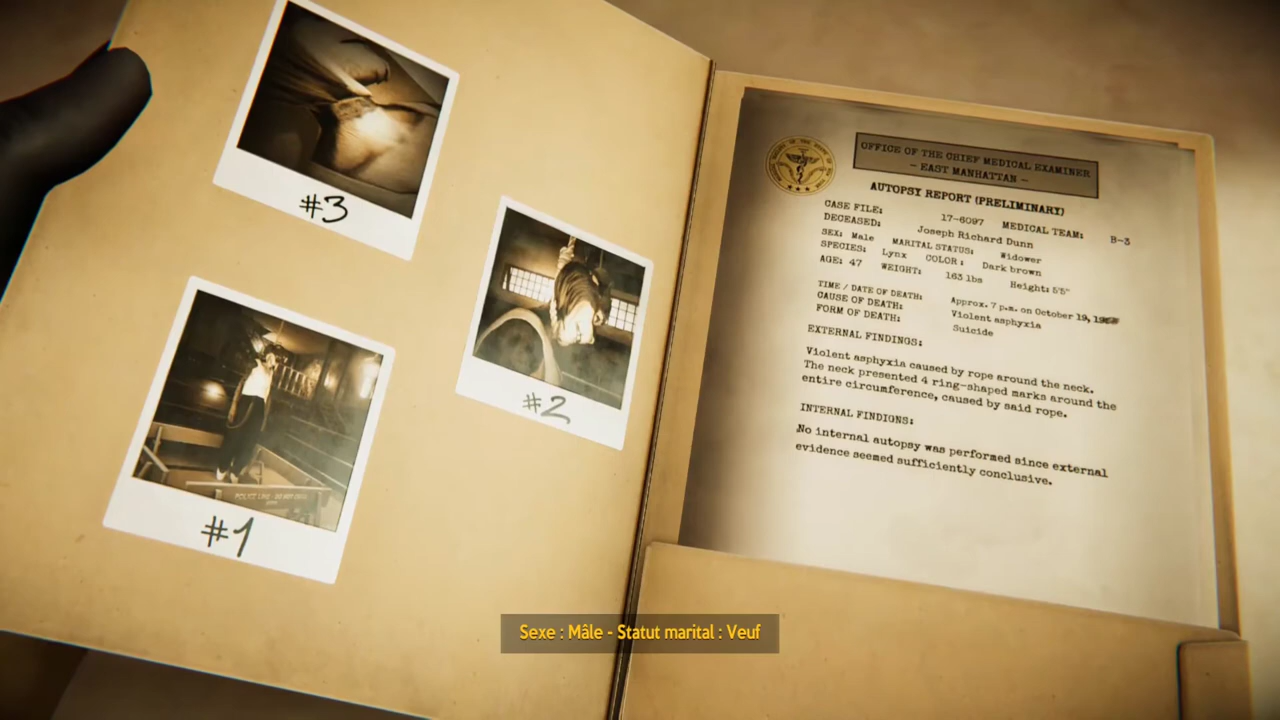 #3
#2
#1
OFFICE OF THE CHIEF MEDICAL EXAMINER
- EAST MANHATTAN -
AUTOPSY REPORT (PRELIMINARY)
CASE FILE: 17-6097 MEDICAL TEAM: B-3
DECEASED: Joseph Richard Dunn
SEX: Male MARITAL STATUS: Widower
SPECIES: Lynx COLOR: Dark brown
AGE: 47 WEIGHT: 163 lbs Height: 5'5"
TIME / DATE OF DEATH: Approx. 7 p.m. on October 19,
CAUSE OF DEATH: Violent asphyxia
FORM OF DEATH: Suicide
EXTERNAL FINDINGS:
Violent asphyxia caused by rope around the neck.
The neck presented 4 ring-shaped marks around the
entire circumference, caused by said rope.
INTERNAL FINDIGNS:
No internal autopsy was performed since external
evidence seemed sufficiently conclusive.
Sexe : Mâle - Statut marital : Veuf